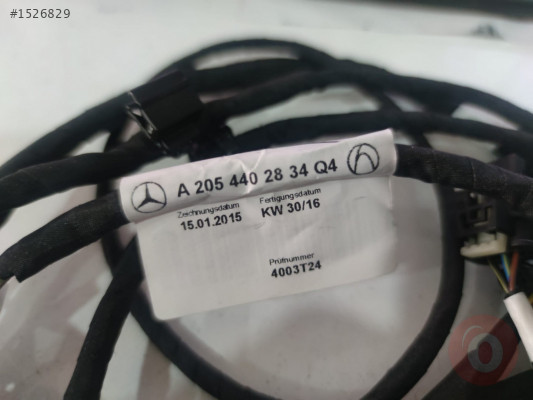 #1526829
A 205 440 28 34 Q4
Zeichnungsdatum Fertigungsdatum
15.01.2015 KW 30/16
Prüfnummer
4003T24